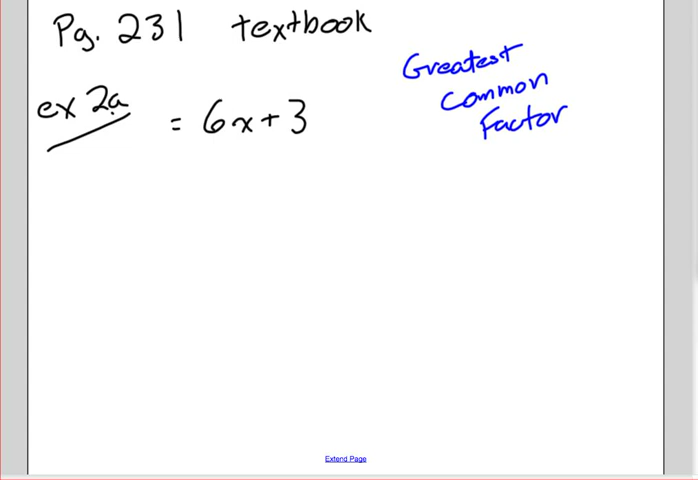 Pg. 231 textbook
Greatest
Common
Factor
ex 2a = 6x + 3
Extend Page